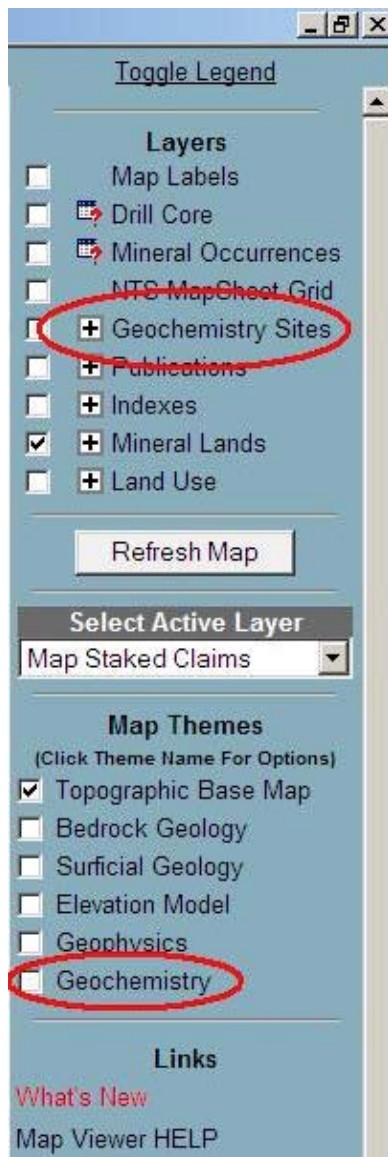 Toggle Legend
Layers
Map Labels
Drill Core
Mineral Occurrences
NTS MapSheet Grid
Geochemistry Sites
Publications
Indexes
Mineral Lands
Land Use
Refresh Map
Select Active Layer
Map Staked Claims
Map Themes
(Click Theme Name For Options)
Topographic Base Map
Bedrock Geology
Surficial Geology
Elevation Model
Geophysics
Geochemistry
Links
What's New
Map Viewer HELP